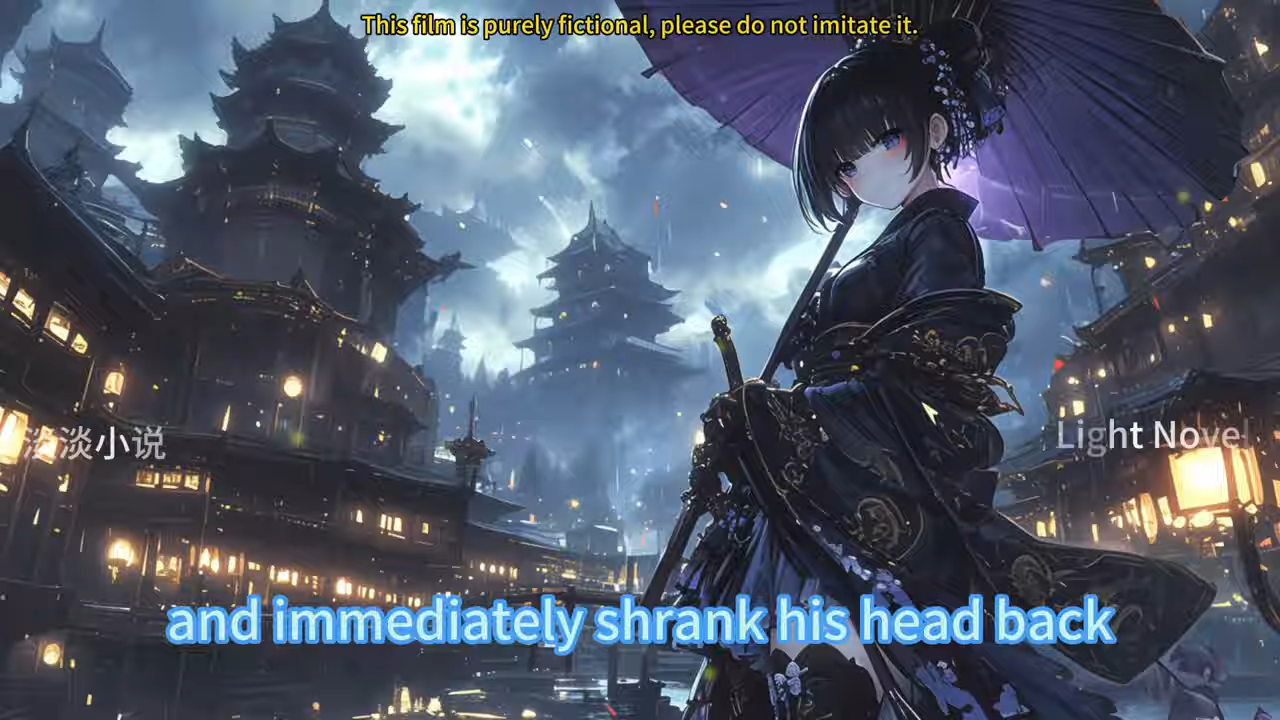 This film is purely fictional, please do not imitate it.
淡淡小说
Light Novel
and immediately shrank his head back